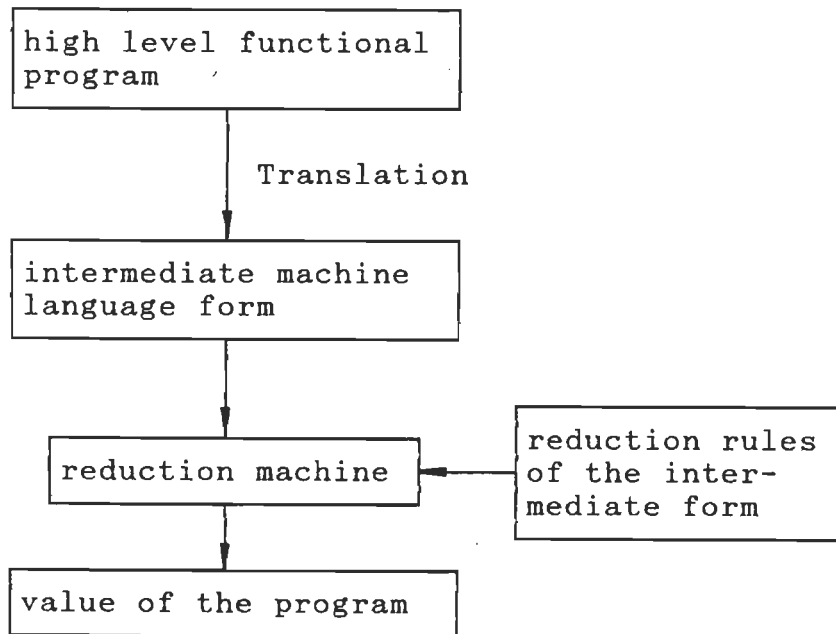 high level functional
program
Translation
intermediate machine
language form
reduction machine
reduction rules
of the inter-
mediate form
value of the program